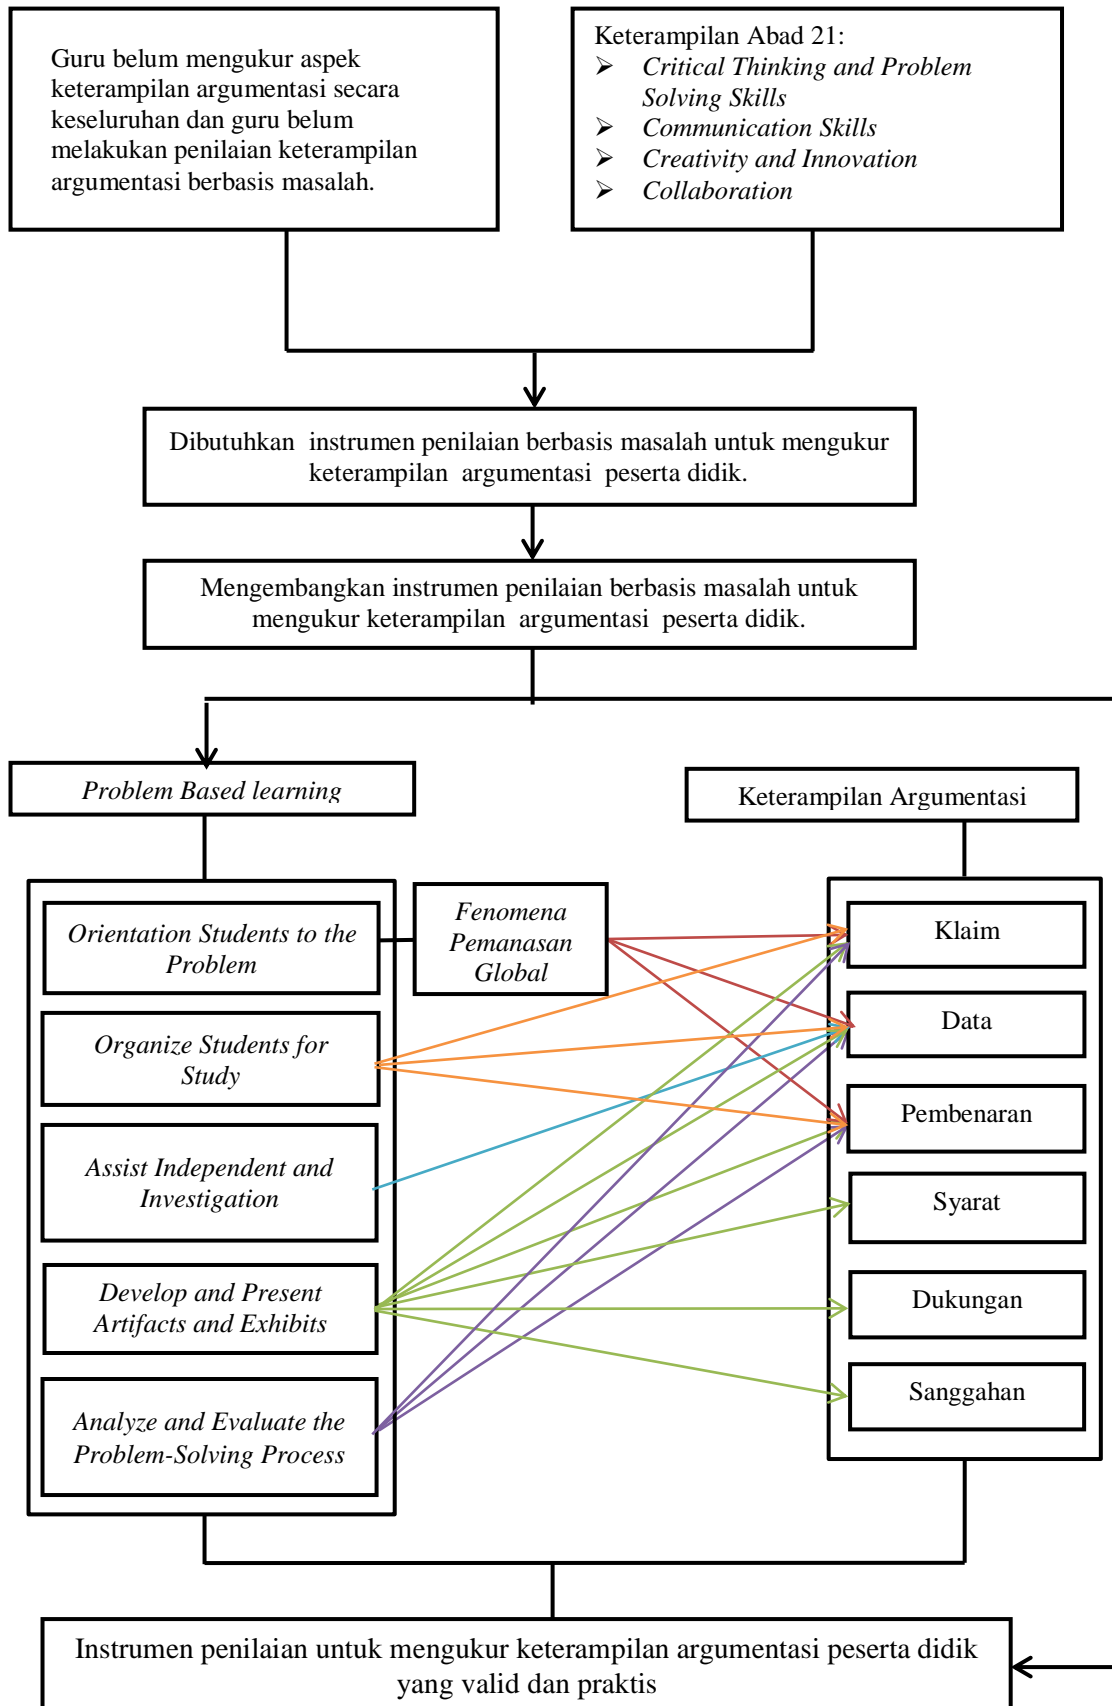 Guru belum mengukur aspek
keterampilan argumentasi secara
keseluruhan dan guru belum
melakukan penilaian keterampilan
argumentasi berbasis masalah.
Keterampilan Abad 21:
➢ Critical Thinking and Problem
Solving Skills
➢ Communication Skills
➢ Creativity and Innovation
➢ Collaboration
Dibutuhkan instrumen penilaian berbasis masalah untuk mengukur
keterampilan argumentasi peserta didik.
Mengembangkan instrumen penilaian berbasis masalah untuk
mengukur keterampilan argumentasi peserta didik.
Problem Based learning
Keterampilan Argumentasi
Orientation Students to the
Problem
Fenomena
Pemanasan
Global
Klaim
Organize Students for
Study
Data
Assist Independent and
Investigation
Pembenaran
Syarat
Develop and Present
Artifacts and Exhibits
Dukungan
Analyze and Evaluate the
Problem-Solving Process
Sanggahan
Instrumen penilaian untuk mengukur keterampilan argumentasi peserta didik
yang valid dan praktis